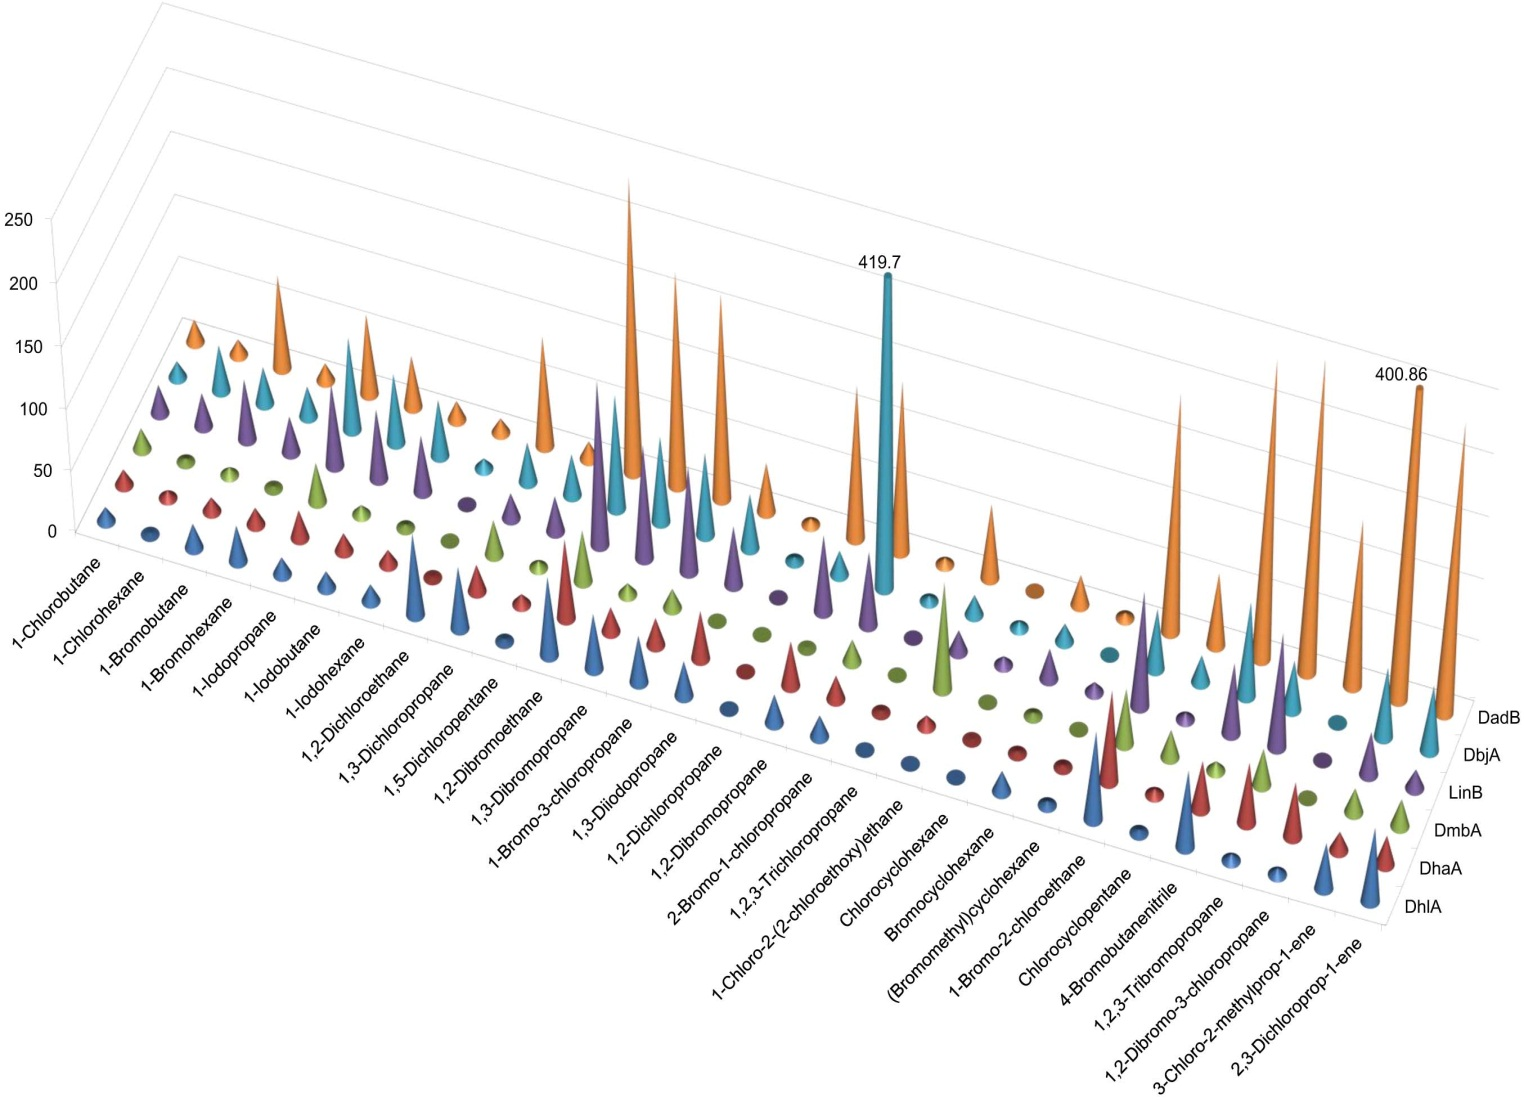 419.7
400.86
250
200
150
100
50
0
1-Chlorobutane
1-Chlorohexane
1-Bromobutane
1-Bromohexane
1-Iodopropane
1-Iodobutane
1-Iodohexane
1,2-Dichloroethane
1,3-Dichloropropane
1,5-Dichloropentane
1,2-Dibromoethane
1,3-Dibromopropane
1-Bromo-3-chloropropane
1,3-Diiodopropane
1,2-Dichloropropane
1,2-Dibromopropane
2-Bromo-1-chloropropane
1,2,3-Trichloropropane
1-Chloro-2-(2-chloroethoxy)ethane
Chlorocyclohexane
Bromocyclohexane
(Bromomethyl)cyclohexane
1-Bromo-2-chloroethane
Chlorocyclopentane
4-Bromobutanenitrile
1,2,3-Tribromopropane
1,2-Dibromo-3-chloropropane
3-Chloro-2-methylprop-1-ene
2,3-Dichloroprop-1-ene
DadB
DbjA
LinB
DmbA
DhaA
DhlA